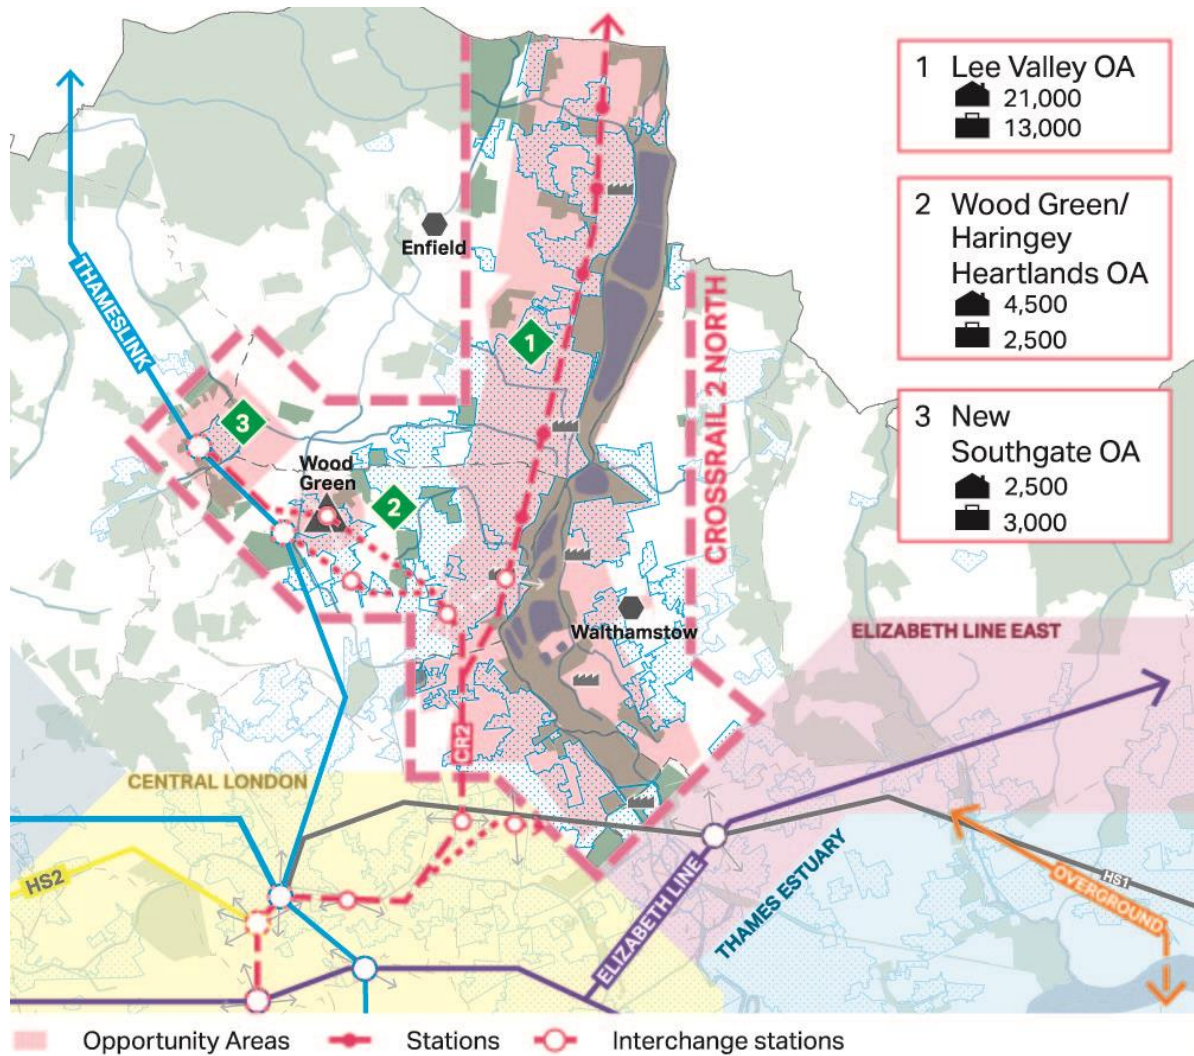 1 Lee Valley OA
21,000
13,000
2 Wood Green/
Haringey
Heartlands OA
4,500
2,500
3 New
Southgate OA
2,500
3,000
Enfield
THAMESLINK
1
CROSSRAIL 2 NORTH
3
Wood
Green
2
Walthamstow
ELIZABETH LINE EAST
CR2
CENTRAL LONDON
HS2
ELIZABETH LINE
THAMES ESTUARY
HS1
OVERGROUND
Opportunity Areas
Stations
Interchange stations